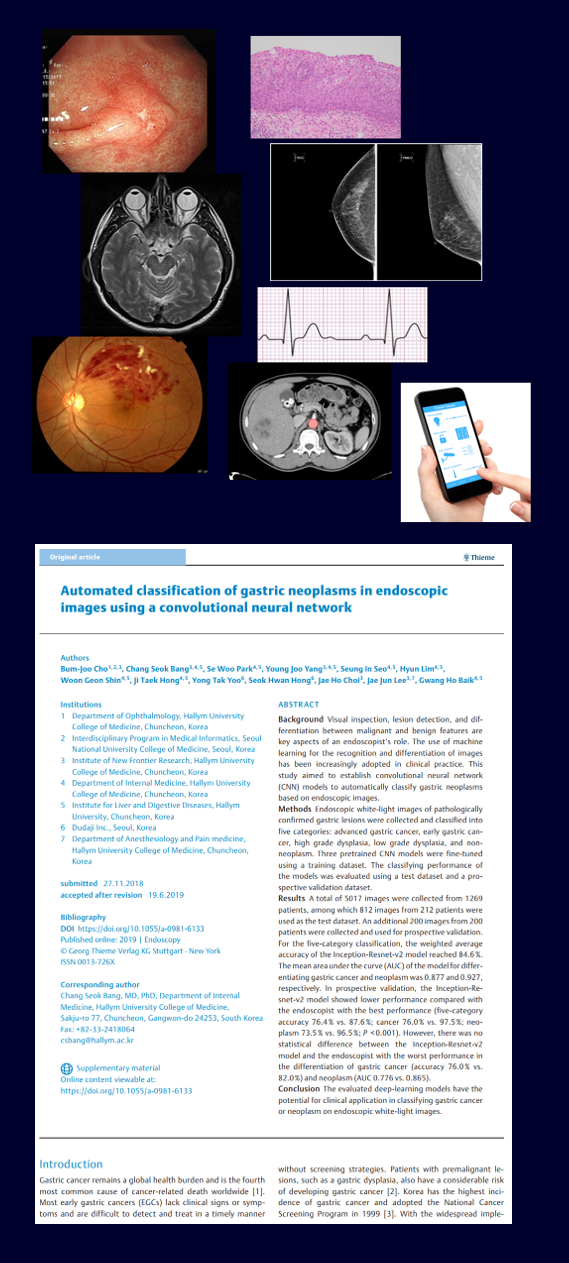 Original article
Thieme
Automated classification of gastric neoplasms in endoscopic
images using a convolutional neural network
Authors
Bum-Joo Cho1,2,3, Chang Seok Bang3,4,5, Se Woo Park4,5, Young Joo Yang3,4,5, Seung In Seo4,5, Hyun Lim4,5,
Woon Geon Shin4,5, Ji Taek Hong4,5, Yong Tak Yoo6, Seok Hwan Hong6, Jae Ho Choi3, Jae Jun Lee3,7, Gwang Ho Baik4,5
Institutions
1 Department of Ophthalmology, Hallym University
College of Medicine, Chuncheon, Korea
2 Interdisciplinary Program in Medical Informatics, Seoul
National University College of Medicine, Seoul, Korea
3 Institute of New Frontier Research, Hallym University
College of Medicine, Chuncheon, Korea
4 Department of Internal Medicine, Hallym University
College of Medicine, Chuncheon, Korea
5 Institute for Liver and Digestive Diseases, Hallym
University, Chuncheon, Korea
6 Dudaji Inc., Seoul, Korea
7 Department of Anesthesiology and Pain medicine,
Hallym University College of Medicine, Chuncheon,
Korea
submitted 27.11.2018
accepted after revision 19.6.2019
Bibliography
DOI https://doi.org/10.1055/a-0981-6133
Published online: 2019 | Endoscopy
© Georg Thieme Verlag KG Stuttgart · New York
ISSN 0013-726X
Corresponding author
Chang Seok Bang, MD, PhD, Department of Internal
Medicine, Hallym University College of Medicine,
Sakju-ro 77, Chuncheon, Gangwon-do 24253, South Korea
Fax: +82-33-2418064
csbang@hallym.ac.kr
Supplementary material
Online content viewable at:
https://doi.org/10.1055/a-0981-6133
ABSTRACT
Background Visual inspection, lesion detection, and dif-
ferentiation between malignant and benign features are
key aspects of an endoscopist's role. The use of machine
learning for the recognition and differentiation of images
has been increasingly adopted in clinical practice. This
study aimed to establish convolutional neural network
(CNN) models to automatically classify gastric neoplasms
based on endoscopic images.
Methods Endoscopic white-light images of pathologically
confirmed gastric lesions were collected and classified into
five categories: advanced gastric cancer, early gastric can-
cer, high grade dysplasia, low grade dysplasia, and non-
neoplasm. Three pretrained CNN models were fine-tuned
using a training dataset. The classifying performance of
the models was evaluated using a test dataset and a pro-
spective validation dataset.
Results A total of 5017 images were collected from 1269
patients, among which 812 images from 212 patients were
used as the test dataset. An additional 200 images from 200
patients were collected and used for prospective validation.
For the five-category classification, the weighted average
accuracy of the Inception-Resnet-v2 model reached 84.6%.
The mean area under the curve (AUC) of the model for differ-
entiating gastric cancer and neoplasm was 0.877 and 0.927,
respectively. In prospective validation, the Inception-Re-
snet-v2 model showed lower performance compared with
the endoscopist with the best performance (five-category
accuracy 76.4% vs. 87.6%; cancer 76.0% vs. 97.5%; neo-
plasm 73.5% vs. 96.5%; P <0.001). However, there was no
statistical difference between the Inception-Resnet-v2
model and the endoscopist with the worst performance in
the differentiation of gastric cancer (accuracy 76.0% vs.
82.0%) and neoplasm (AUC 0.776 vs. 0.865).
Conclusion The evaluated deep-learning models have the
potential for clinical application in classifying gastric cancer
or neoplasm on endoscopic white-light images.
Introduction
Gastric cancer remains a global health burden and is the fourth
most common cause of cancer-related death worldwide [1].
Most early gastric cancers (EGCs) lack clinical signs or symp-
toms and are difficult to detect and treat in a timely manner
without screening strategies. Patients with premalignant le-
sions, such as a gastric dysplasia, also have a considerable risk
of developing gastric cancer [2]. Korea has the highest inci-
dence of gastric cancer and adopted the National Cancer
Screening Program in 1999 [3]. With the widespread imple-